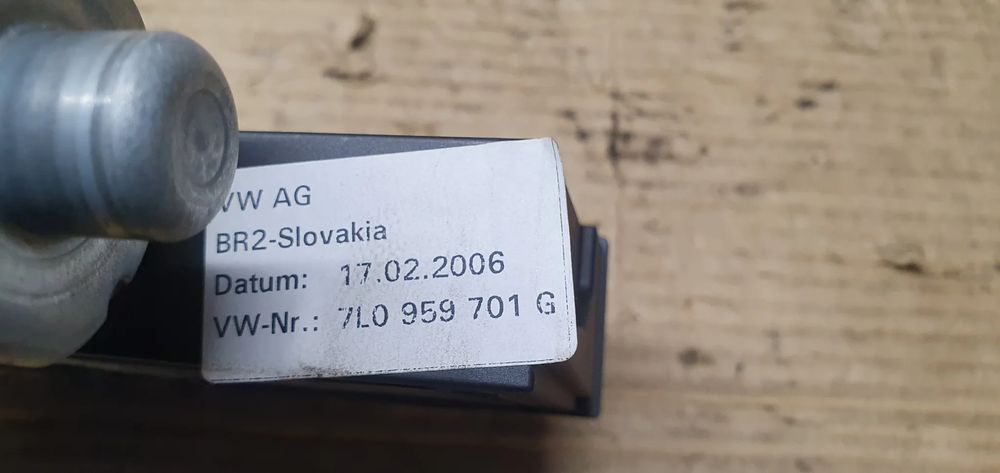 VW AG
BR2-Slovakia
Datum: 17.02.2006
VW-Nr.: 7L0 959 701 G